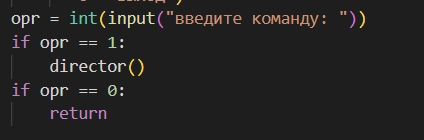 opr = int(input("введите команду: "))
if opr == 1:
    director()
if opr == 0:
    return